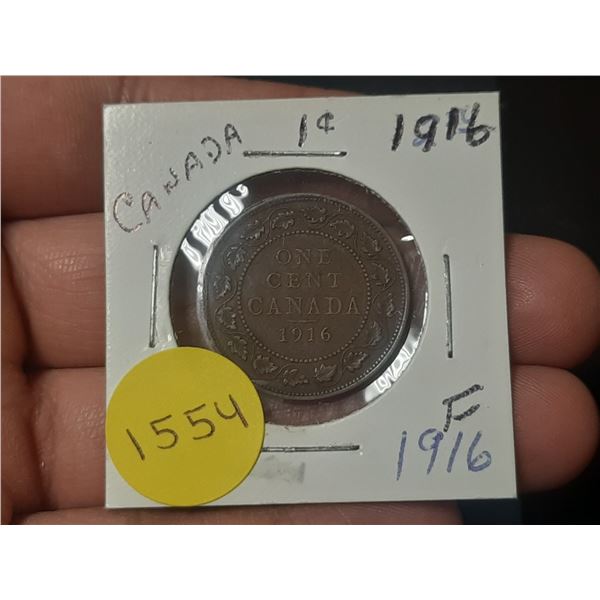 CANADA 1¢ 1916
ONE
CENT
CANADA
1916
1554
F
1916